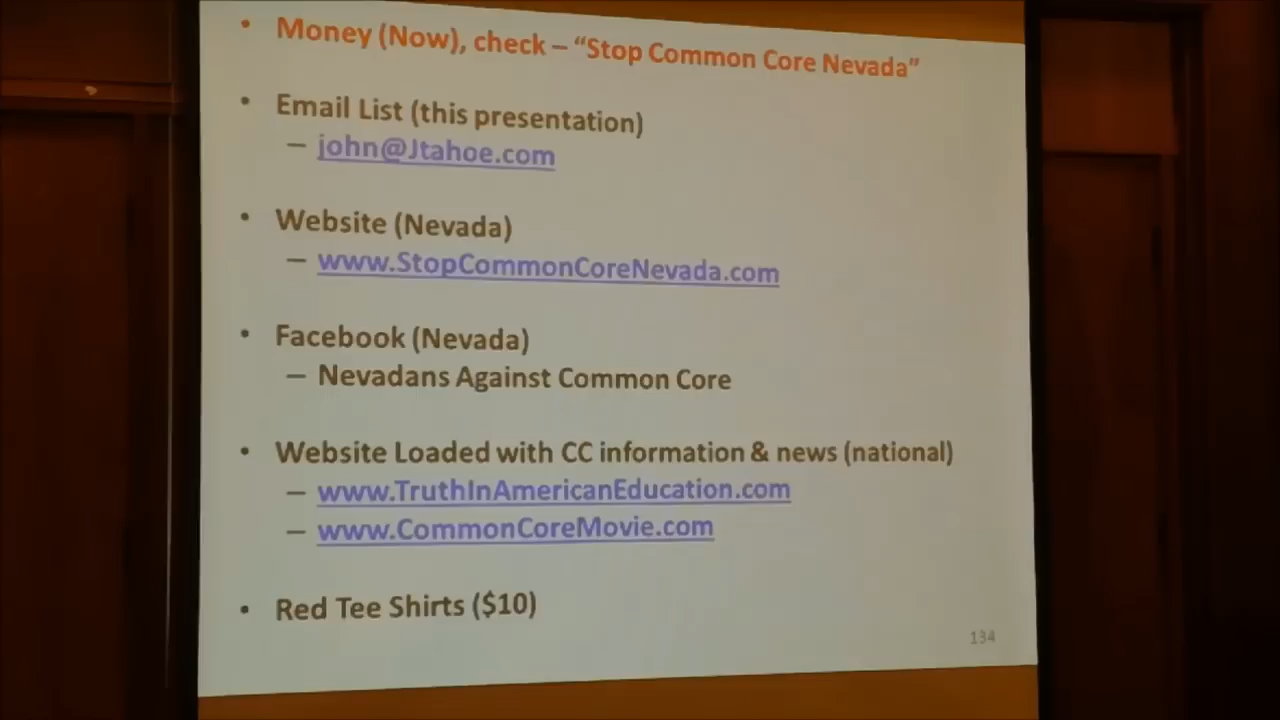 • Money (Now), check – “Stop Common Core Nevada”
• Email List (this presentation)
– john@Jtahoe.com
• Website (Nevada)
– www.StopCommonCoreNevada.com
• Facebook (Nevada)
– Nevadans Against Common Core
• Website Loaded with CC information & news (national)
– www.TruthInAmericanEducation.com
– www.CommonCoreMovie.com
• Red Tee Shirts ($10)
134